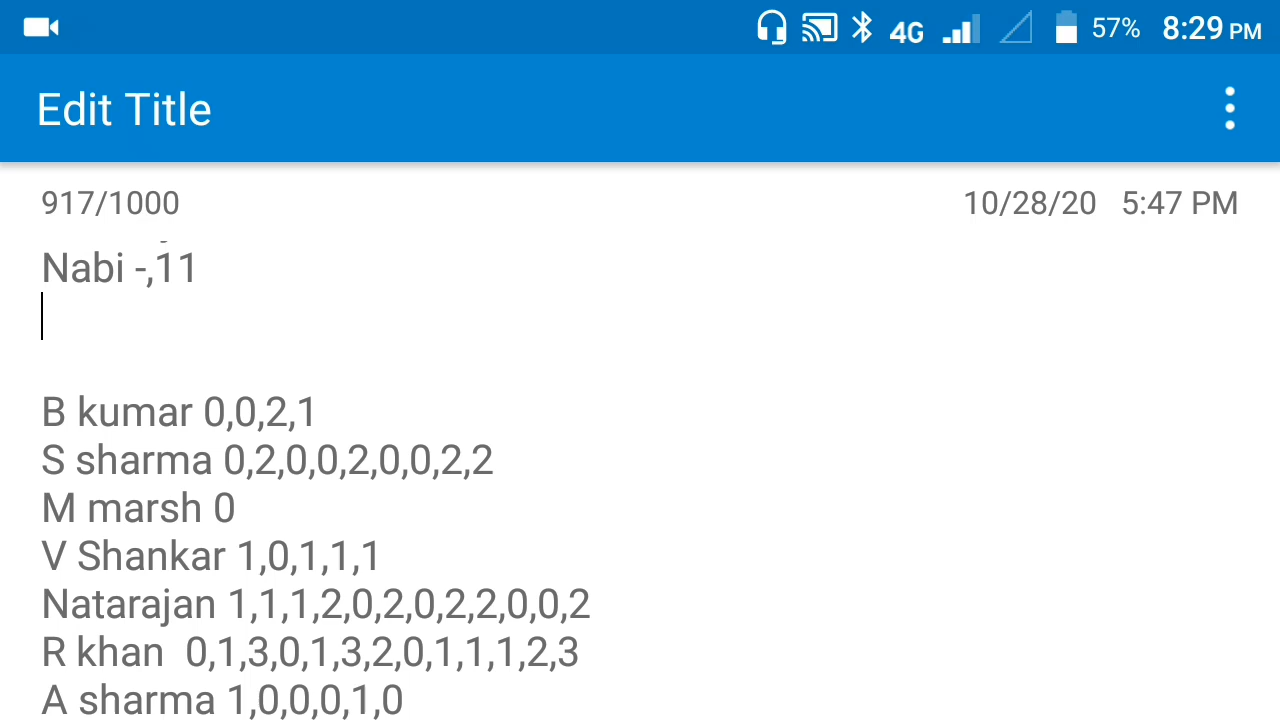 4G 57% 8:29 PM
Edit Title
917/1000 10/28/20 5:47 PM
Nabi -,11
B kumar 0,0,2,1
S sharma 0,2,0,0,2,0,0,2,2
M marsh 0
V Shankar 1,0,1,1,1
Natarajan 1,1,1,2,0,2,0,2,2,0,0,2
R khan  0,1,3,0,1,3,2,0,1,1,1,2,3
A sharma 1,0,0,0,1,0